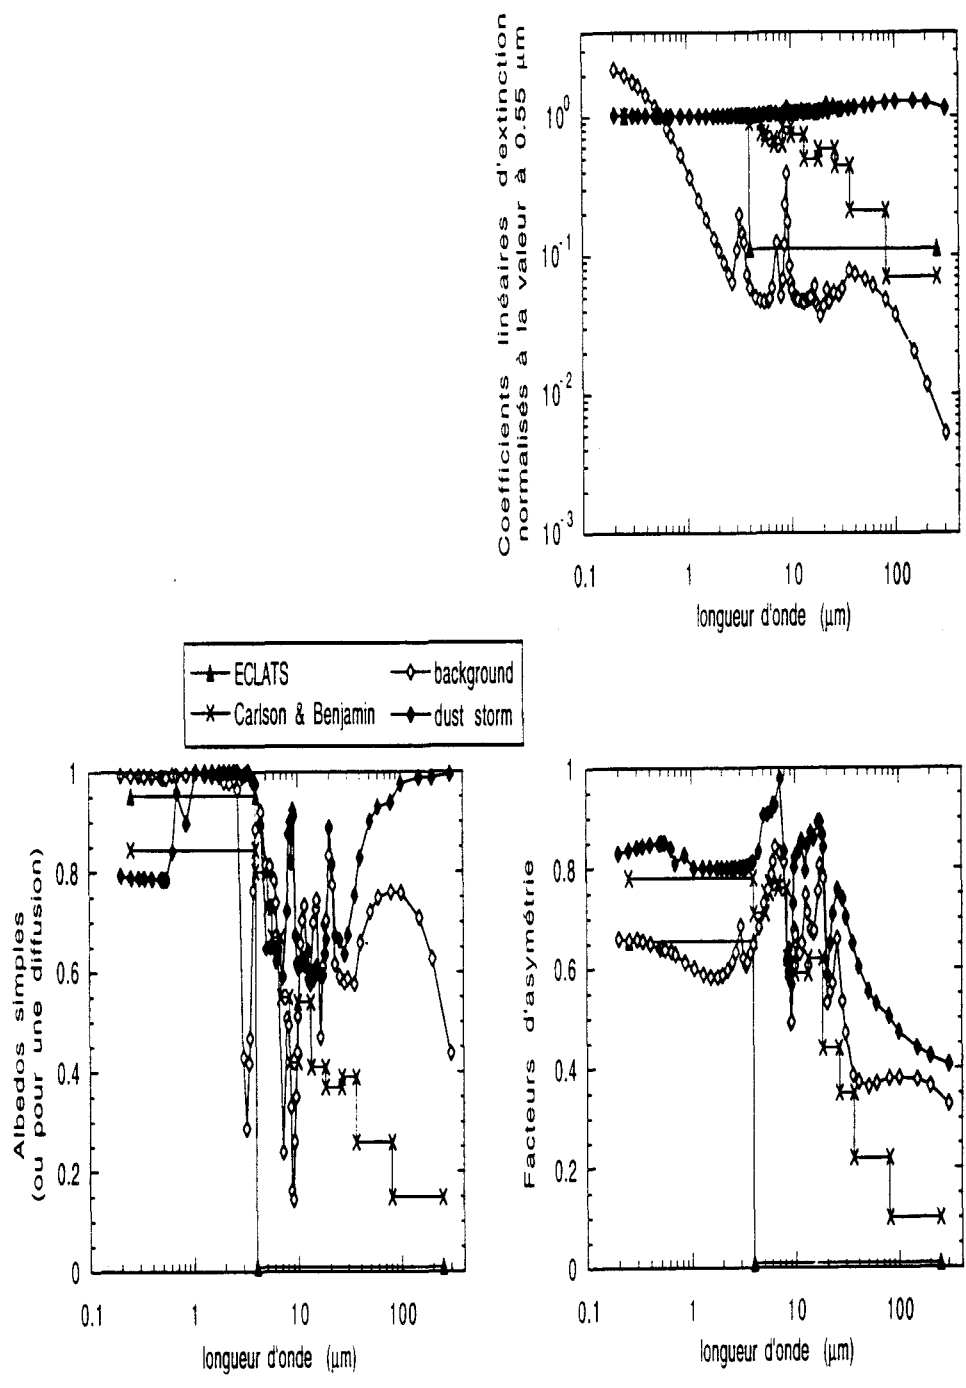 Coefficients linéaires d'extinction
normalisés à la valeur à 0.55 µm
10^0
10^-1
10^-2
10^-3
0.1 1 10 100
longueur d'onde (µm)
ECLATS
background
Carlson & Benjamin
dust storm
Albedos simples
(ou pour une diffusion)
1
0.8
0.6
0.4
0.2
0
0.1 1 10 100
longueur d'onde (µm)
Facteurs d'asymétrie
1
0.8
0.6
0.4
0.2
0
0.1 1 10 100
longueur d'onde (µm)